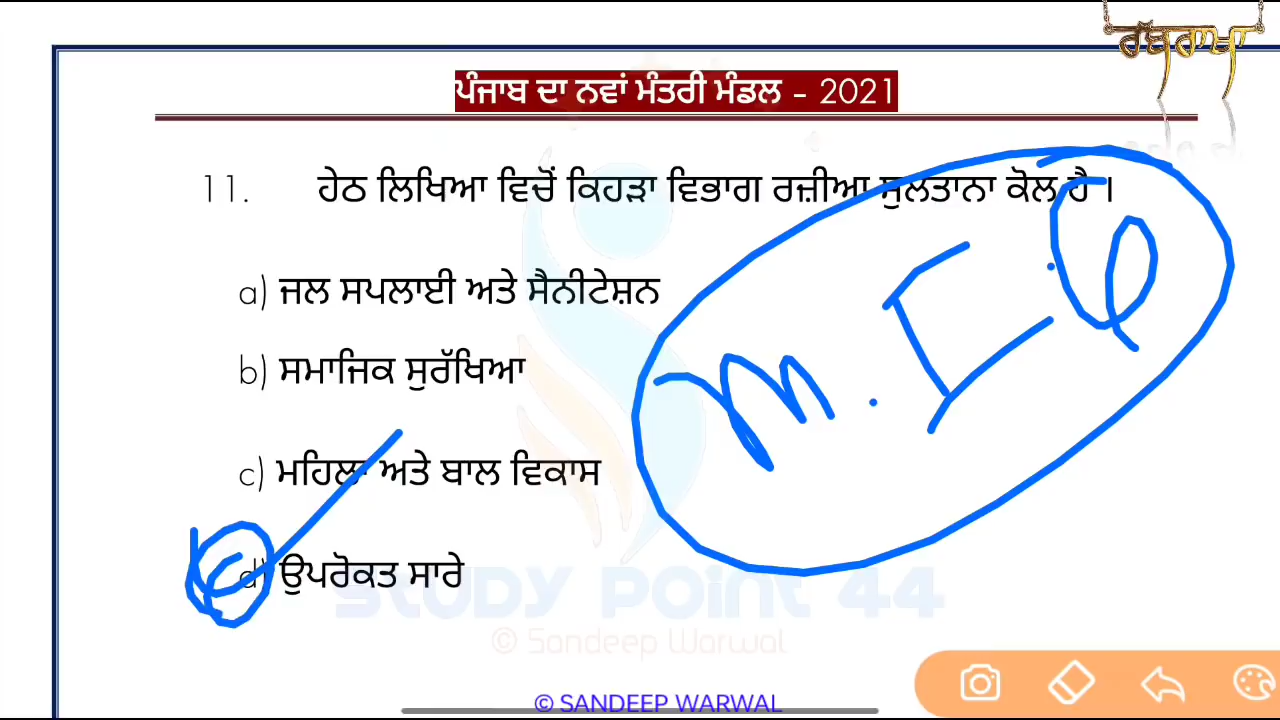 ਰੱਬਰਾਖਾ
ਪੰਜਾਬ ਦਾ ਨਵਾਂ ਮੰਤਰੀ ਮੰਡਲ - 2021
11. ਹੇਠ ਲਿਖਿਆ ਵਿਚੋਂ ਕਿਹੜਾ ਵਿਭਾਗ ਰਜ਼ੀਆ ਸੁਲਤਾਨਾ ਕੋਲ ਹੈ ।
a) ਜਲ ਸਪਲਾਈ ਅਤੇ ਸੈਨੀਟੇਸ਼ਨ
b) ਸਮਾਜਿਕ ਸੁਰੱਖਿਆ
c) ਮਹਿਲਾ ਅਤੇ ਬਾਲ ਵਿਕਾਸ
d) ਉਪਰੋਕਤ ਸਾਰੇ
M. I.
STUDY POINT 44
© Sandeep Warwal
© SANDEEP WARWAL